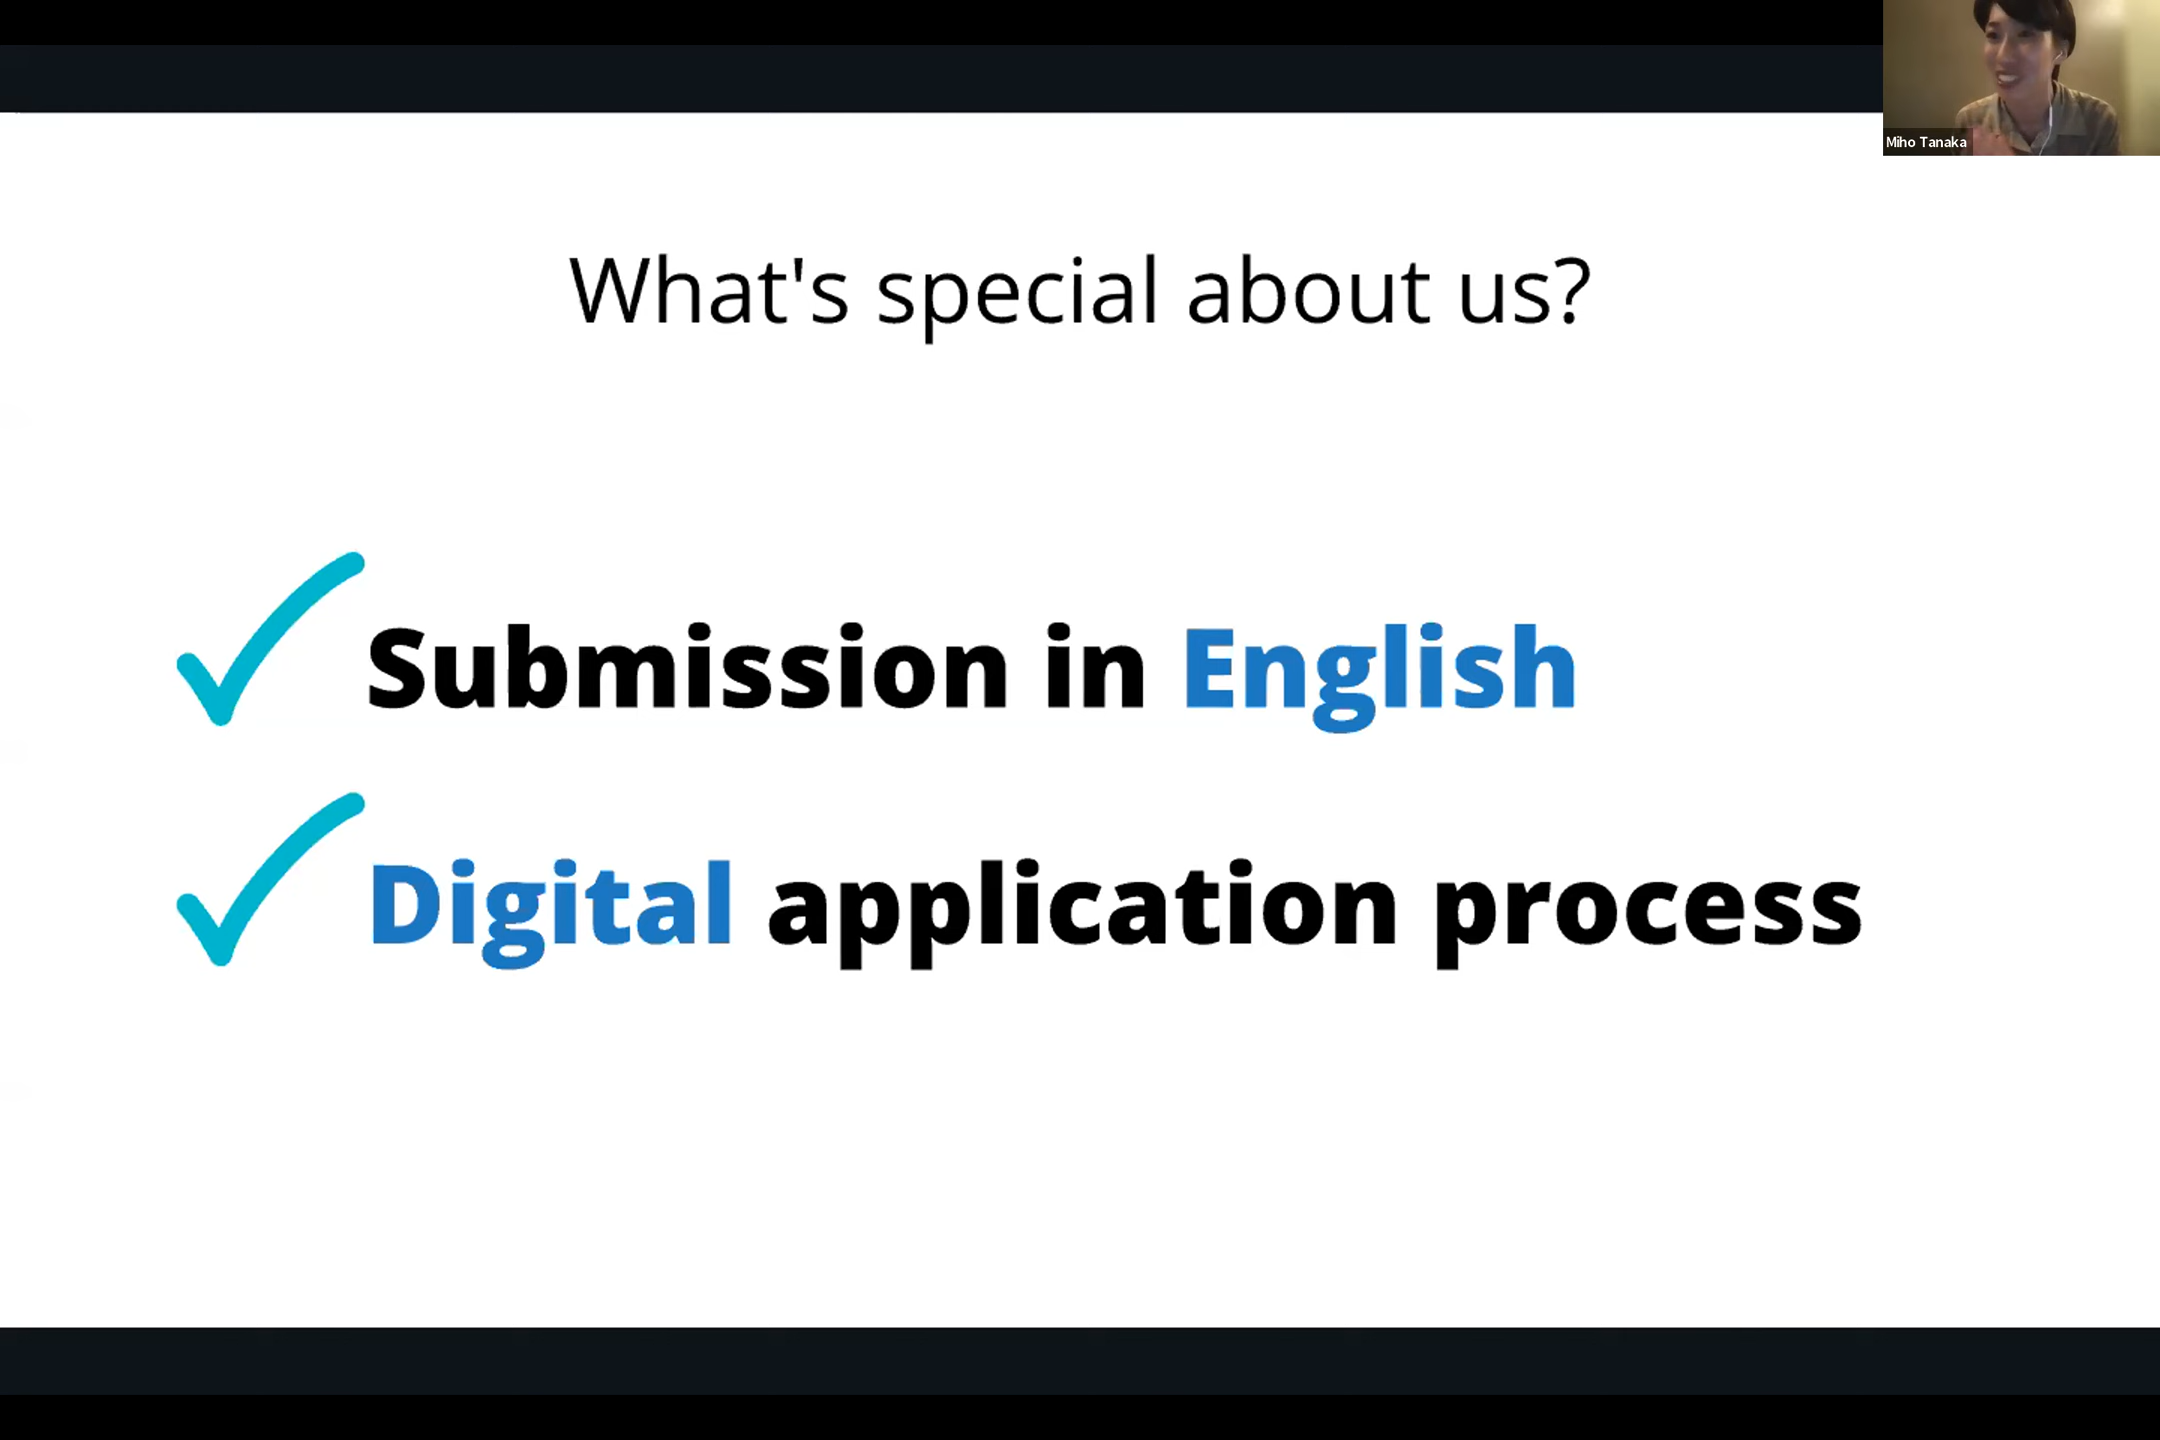 Miho Tanaka
What's special about us?
Submission in English
Digital application process